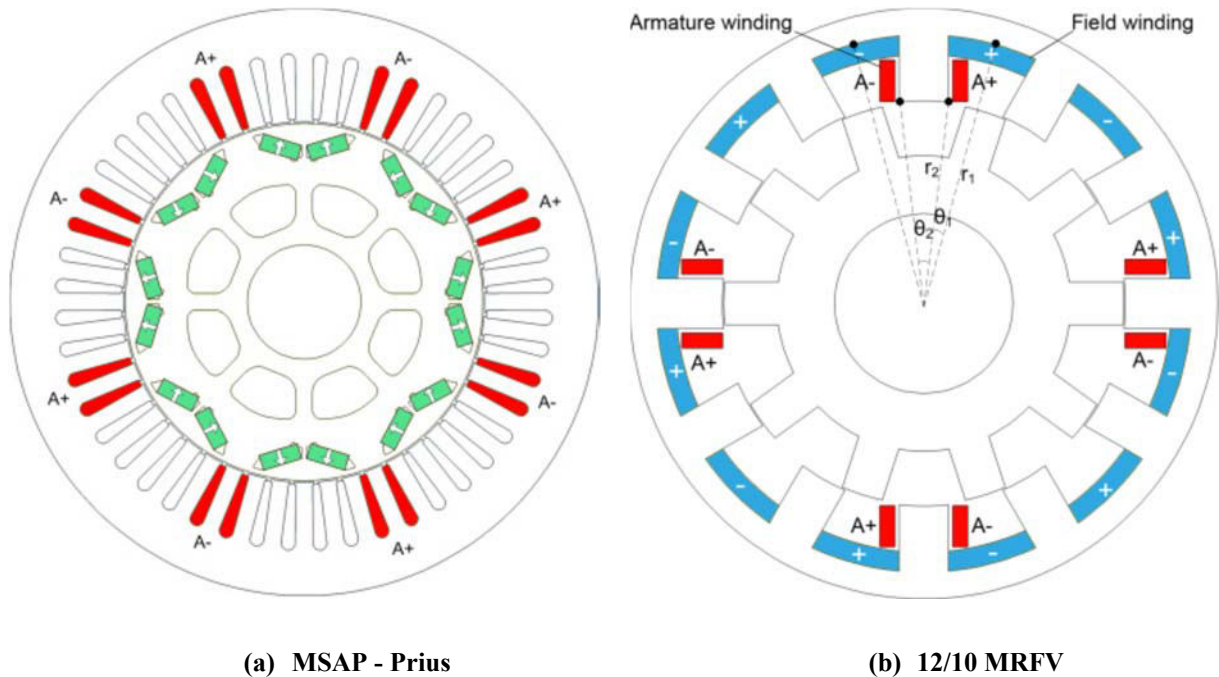 A+
A-
A-
A+
A+
A-
A-
A+
(a) MSAP - Prius
Armature winding
Field winding
-
+
A-
A+
+
-
r₂
r₁
θ₂
θ₁
-
+
A-
A+
A+
A-
+
-
-
+
A+
A-
+
-
(b) 12/10 MRFV